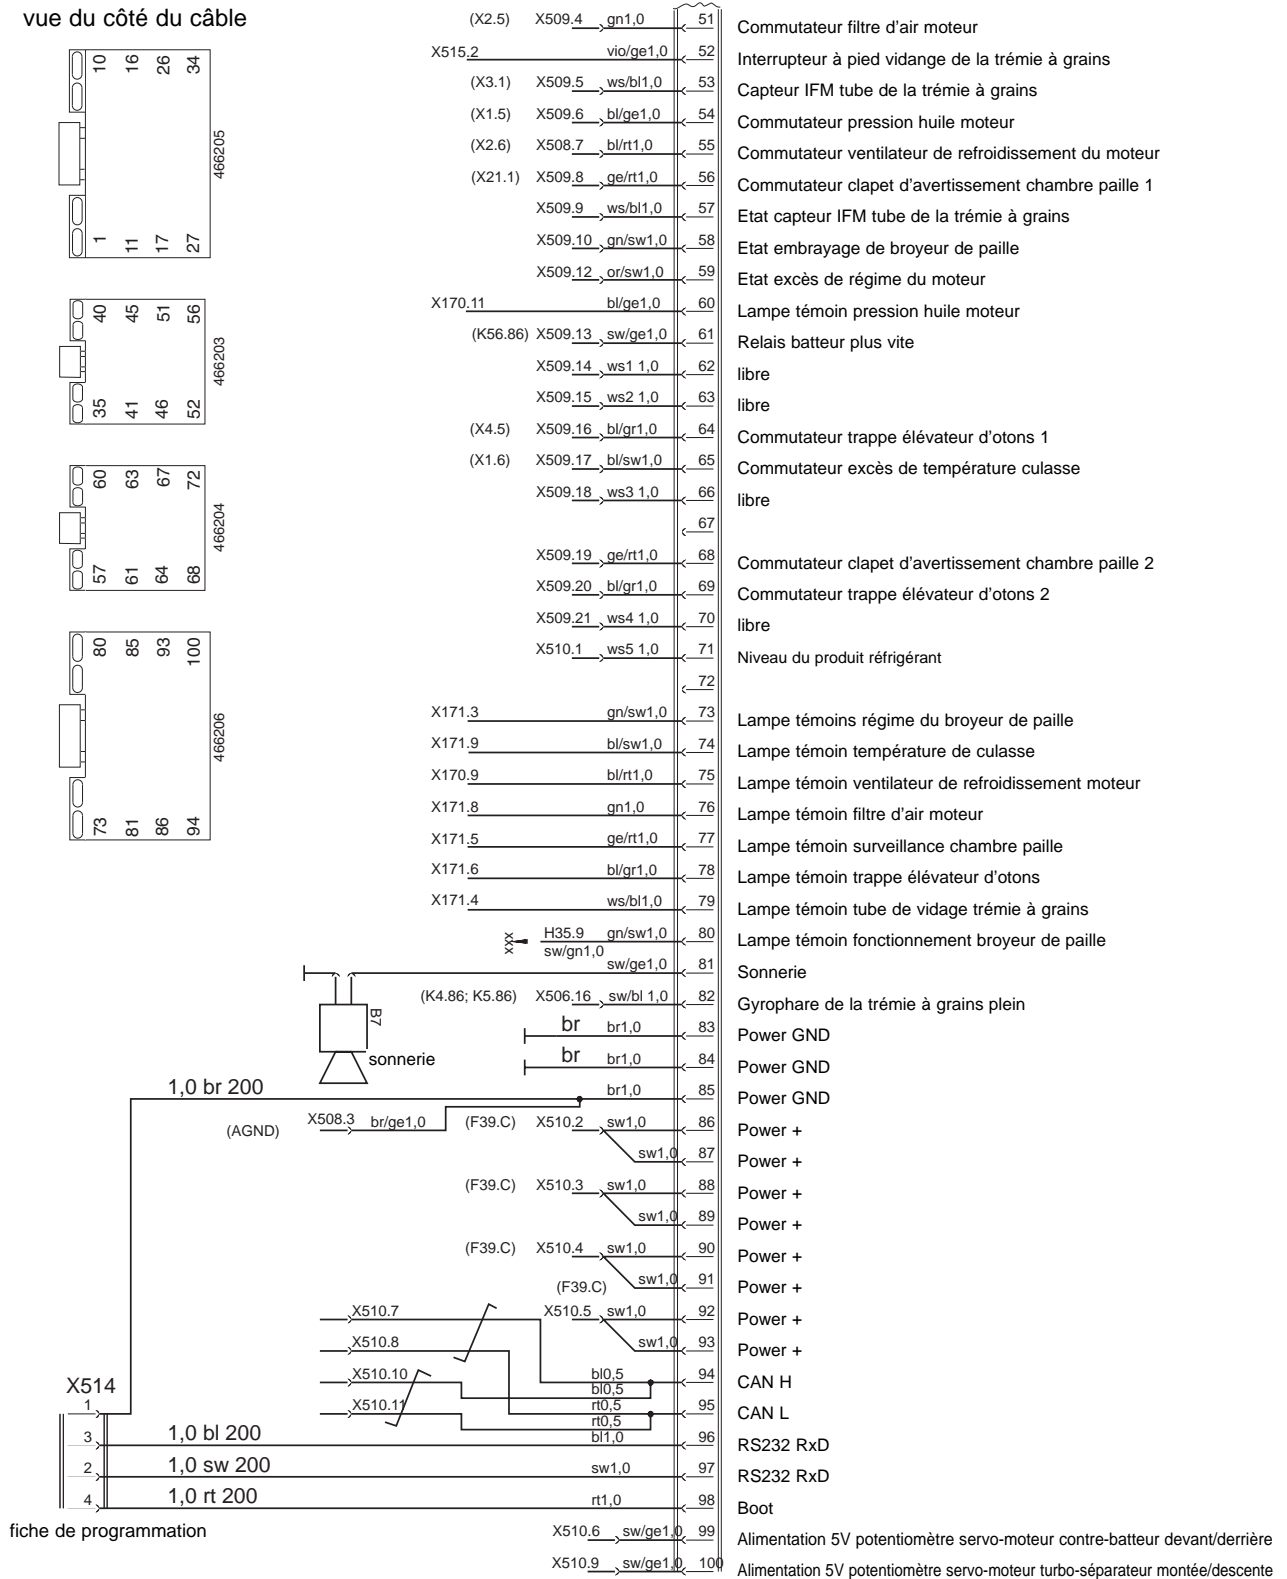 vue du côté du câble
10 16 26 34
1 11 17 27
466205
40 45 51 56
35 41 46 52
466203
60 63 67 72
57 61 64 68
466204
80 85 93 100
73 81 86 94
466206
(X2.5) X509.4 gn1,0 51 Commutateur filtre d'air moteur
X515.2 vio/ge1,0 52 Interrupteur à pied vidange de la trémie à grains
(X3.1) X509.5 ws/bl1,0 53 Capteur IFM tube de la trémie à grains
(X1.5) X509.6 bl/ge1,0 54 Commutateur pression huile moteur
(X2.6) X508.7 bl/rt1,0 55 Commutateur ventilateur de refroidissement du moteur
(X21.1) X509.8 ge/rt1,0 56 Commutateur clapet d'avertissement chambre paille 1
X509.9 ws/bl1,0 57 Etat capteur IFM tube de la trémie à grains
X509.10 gn/sw1,0 58 Etat embrayage de broyeur de paille
X509.12 or/sw1,0 59 Etat excès de régime du moteur
X170.11 bl/ge1,0 60 Lampe témoin pression huile moteur
(K56.86) X509.13 sw/ge1,0 61 Relais batteur plus vite
X509.14 ws1 1,0 62 libre
X509.15 ws2 1,0 63 libre
(X4.5) X509.16 bl/gr1,0 64 Commutateur trappe élévateur d'otons 1
(X1.6) X509.17 bl/sw1,0 65 Commutateur excès de température culasse
X509.18 ws3 1,0 66 libre
67
X509.19 ge/rt1,0 68 Commutateur clapet d'avertissement chambre paille 2
X509.20 bl/gr1,0 69 Commutateur trappe élévateur d'otons 2
X509.21 ws4 1,0 70 libre
X510.1 ws5 1,0 71 Niveau du produit réfrigérant
72
X171.3 gn/sw1,0 73 Lampe témoins régime du broyeur de paille
X171.9 bl/sw1,0 74 Lampe témoin température de culasse
X170.9 bl/rt1,0 75 Lampe témoin ventilateur de refroidissement moteur
X171.8 gn1,0 76 Lampe témoin filtre d'air moteur
X171.5 ge/rt1,0 77 Lampe témoin surveillance chambre paille
X171.6 bl/gr1,0 78 Lampe témoin trappe élévateur d'otons
X171.4 ws/bl1,0 79 Lampe témoin tube de vidage trémie à grains
xxx H35.9 gn/sw1,0 80 Lampe témoin fonctionnement broyeur de paille
sw/gn1,0
sw/ge1,0 81 Sonnerie
(K4.86; K5.86) X506.16 sw/bl 1,0 82 Gyrophare de la trémie à grains plein
B7
sonnerie
br br1,0 83 Power GND
br br1,0 84 Power GND
1,0 br 200 br1,0 85 Power GND
(AGND) X508.3 br/ge1,0 (F39.C) X510.2 sw1,0 86 Power +
sw1,0 87 Power +
(F39.C) X510.3 sw1,0 88 Power +
sw1,0 89 Power +
(F39.C) X510.4 sw1,0 90 Power +
sw1,0 91 Power +
(F39.C)
X510.7 X510.5 sw1,0 92 Power +
X510.8 sw1,0 93 Power +
X510.10 bl0,5 94 CAN H
bl0,5
X510.11 rt0,5 95 CAN L
rt0,5
X514
1
3 1,0 bl 200 bl1,0 96 RS232 RxD
2 1,0 sw 200 sw1,0 97 RS232 RxD
4 1,0 rt 200 rt1,0 98 Boot
fiche de programmation
X510.6 sw/ge1,0 99 Alimentation 5V potentiomètre servo-moteur contre-batteur devant/derrière
X510.9 sw/ge1,0 100 Alimentation 5V potentiomètre servo-moteur turbo-séparateur montée/descente